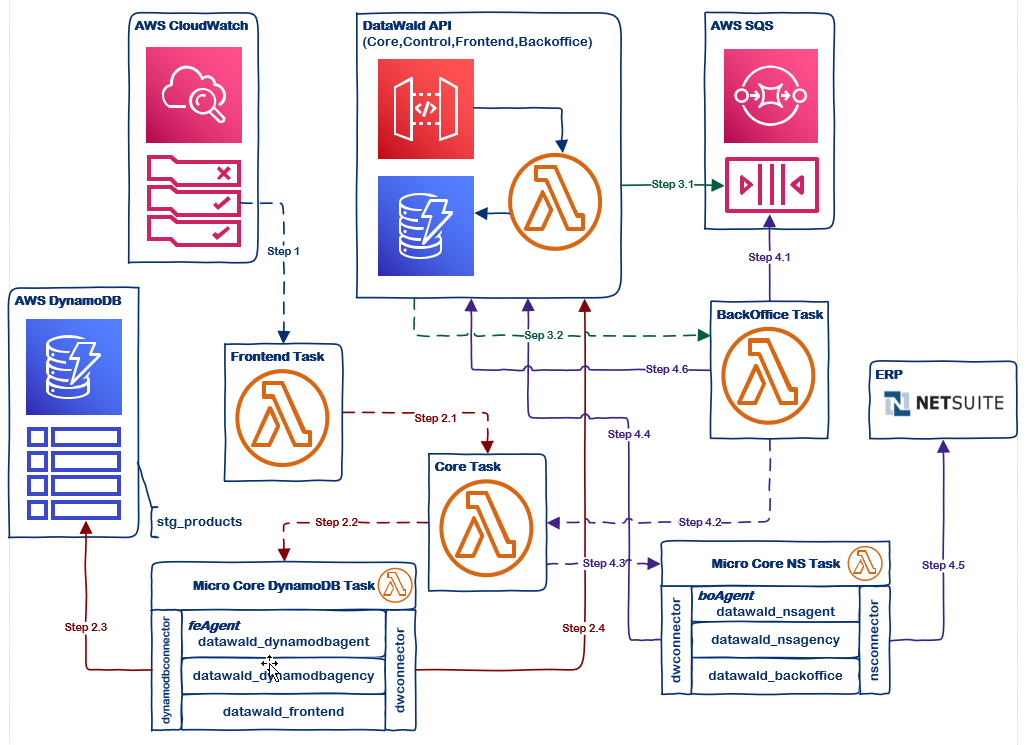 AWS CloudWatch
DataWald API
(Core,Control,Frontend,Backoffice)
AWS SQS
</>
Step 3.1
Step 1
Step 4.1
AWS DynamoDB
BackOffice Task
Sep 3.2
Frontend Task
Step 4.6
ERP
NETSUITE
Step 2.1
Step 4.4
Core Task
stg_products
Step 2.2
Step 4.2
Step 4.3
Step 4.5
Micro Core DynamoDB Task
Micro Core NS Task
dynamodbconnector
feAgent
datawald_dynamodbagent
datawald_dynamodbagency
datawald_frontend
dwconnector
Step 2.3
Step 2.4
dwconnector
boAgent
datawald_nsagent
datawald_nsagency
datawald_backoffice
nsconnector